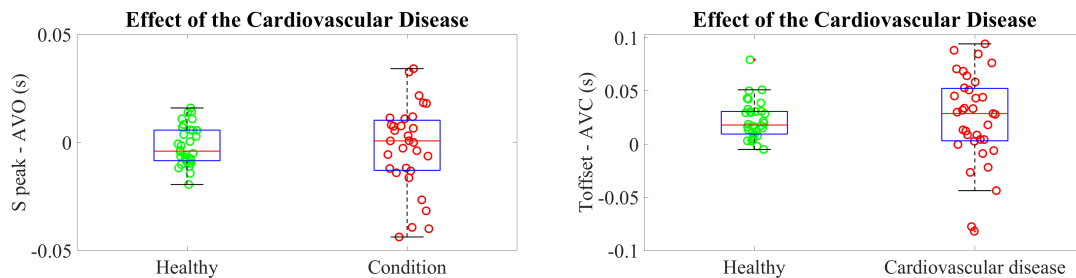 Effect of the Cardiovascular Disease
0.05
0
-0.05
S peak - AVO (s)
Healthy
Condition
Effect of the Cardiovascular Disease
0.1
0.05
0
-0.05
-0.1
Toffset - AVC (s)
Healthy
Cardiovascular disease